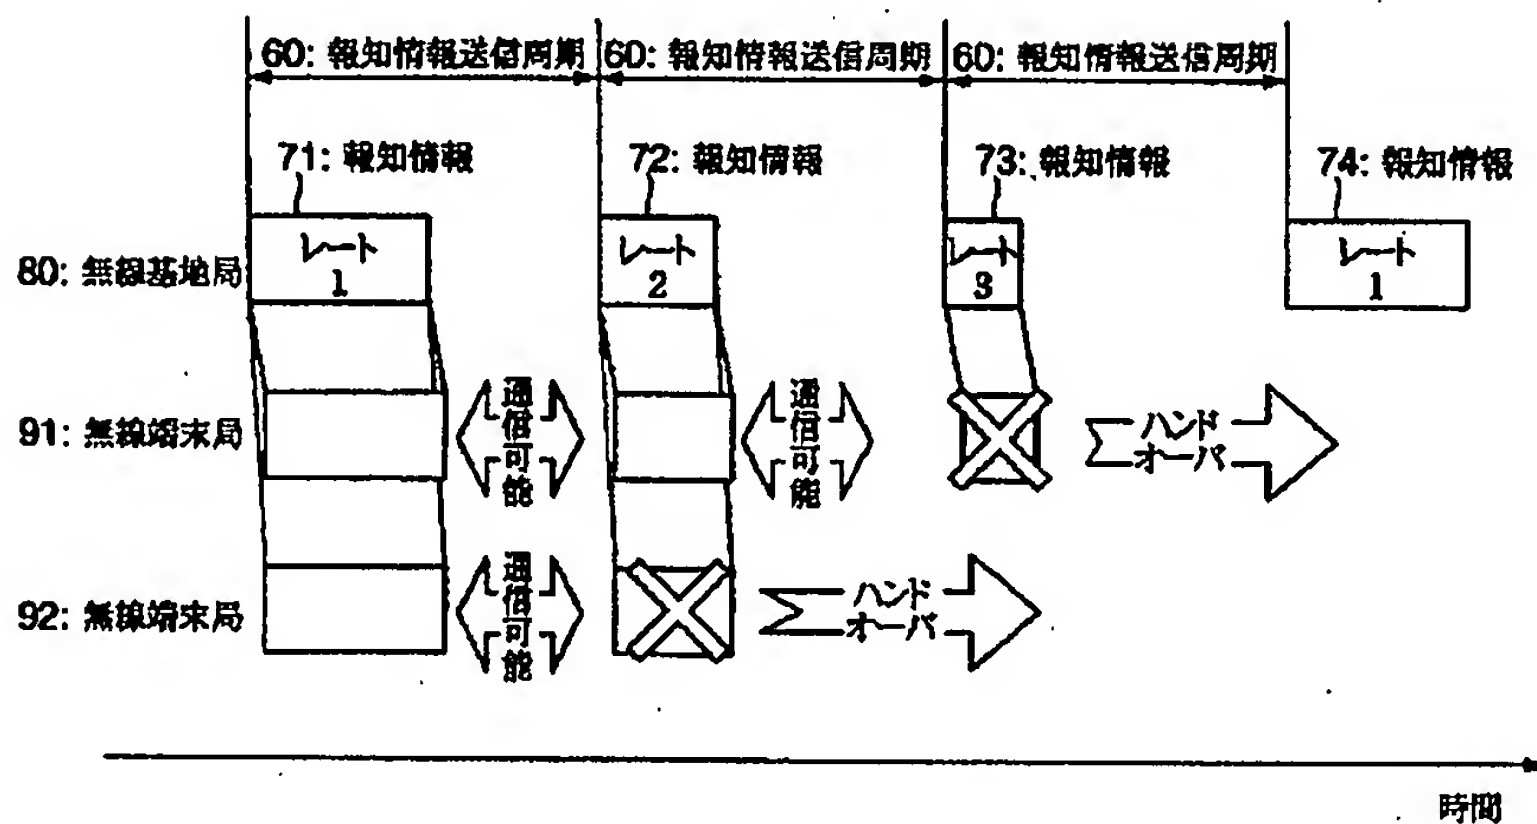 60: 報知情報送信周期
60: 報知情報送信周期
60: 報知情報送信周期
71: 報知情報
72: 報知情報
73: 報知情報
74: 報知情報
80: 無線基地局
レート
1
レート
2
レート
3
レート
1
91: 無線端末局
通信可能
通信可能
ハンド
オーバ
92: 無線端末局
通信可能
ハンド
オーバ
時間